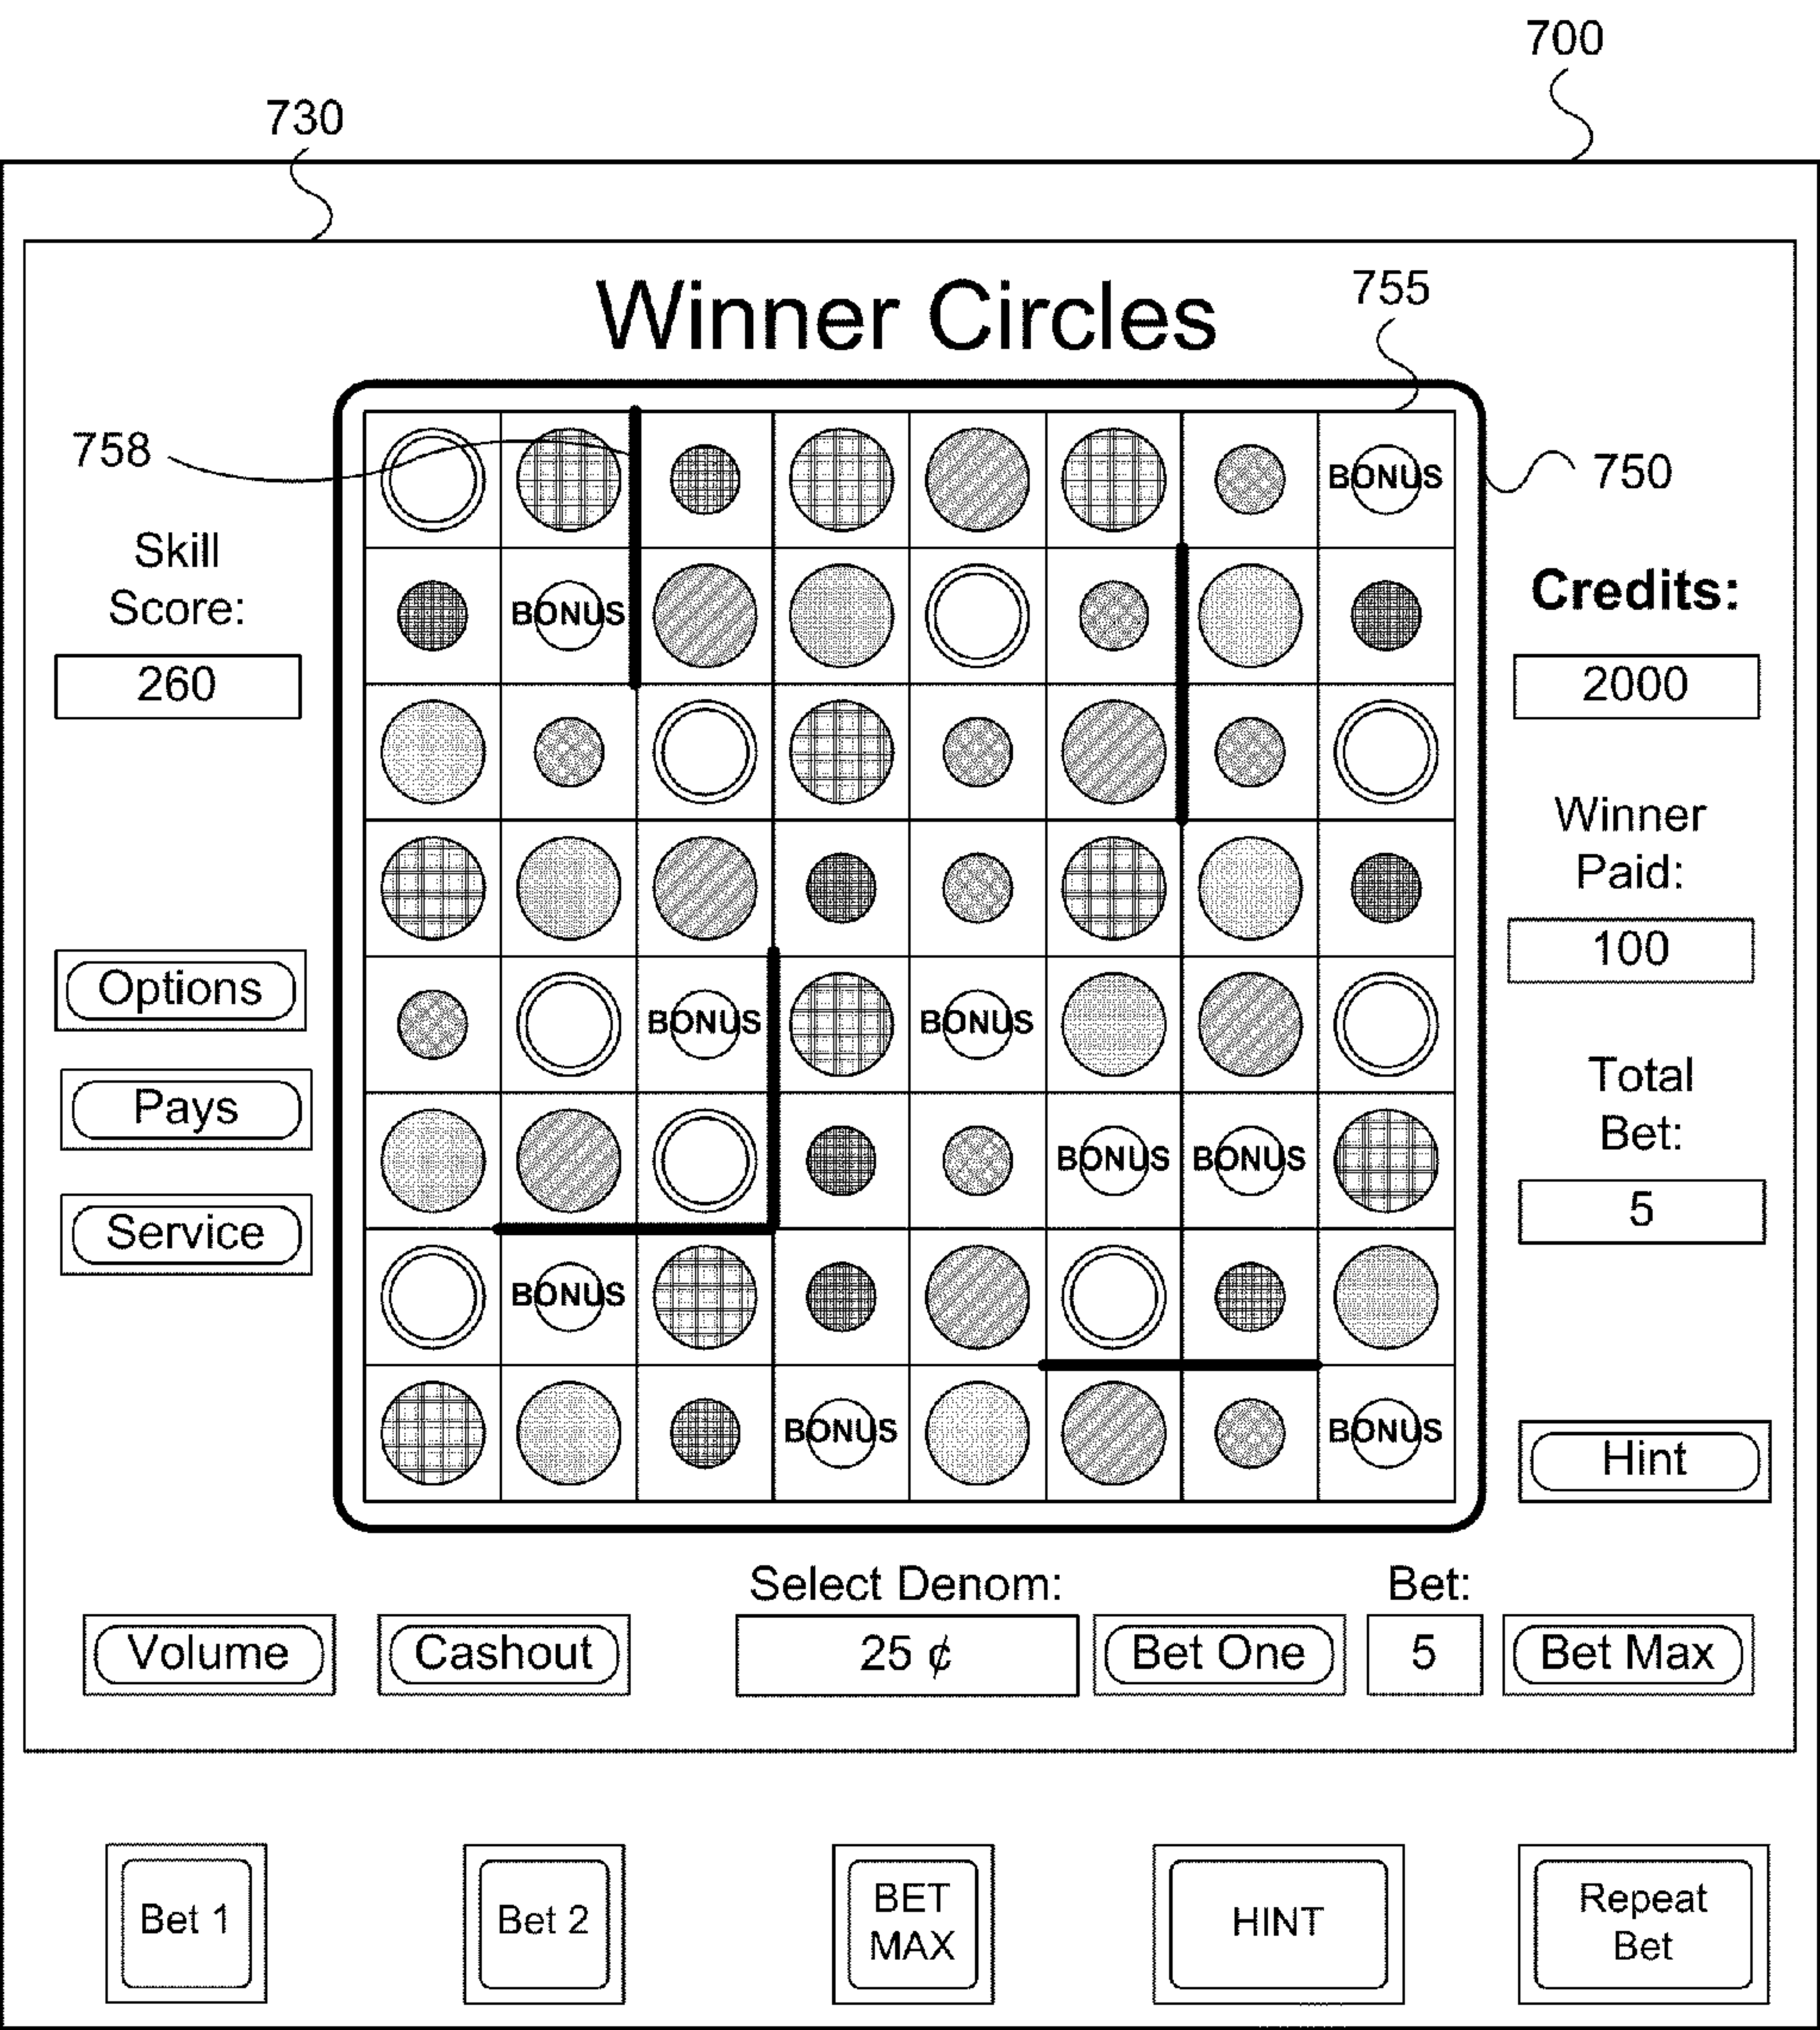 700
730
Winner Circles
755
758
BONUS
750
Skill
Score:
260
BONUS
Credits:
2000
Winner
Paid:
100
Options
BONUS
BONUS
Pays
Total
Bet:
BONUS
BONUS
5
Service
BONUS
BONUS
BONUS
Hint
Select Denom:
Bet:
Volume
Cashout
25 ¢
Bet One
5
Bet Max
Bet 1
Bet 2
BET
MAX
HINT
Repeat
Bet